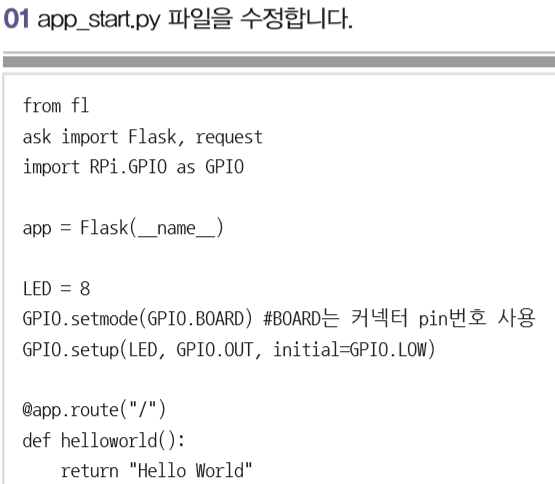 01 app_start.py 파일을 수정합니다.
from fl
ask import Flask, request
import RPi.GPIO as GPIO
app = Flask(__name__)
LED = 8
GPIO.setmode(GPIO.BOARD) #BOARD는 커넥터 pin번호 사용
GPIO.setup(LED, GPIO.OUT, initial=GPIO.LOW)
@app.route("/")
def helloworld():
    return "Hello World"